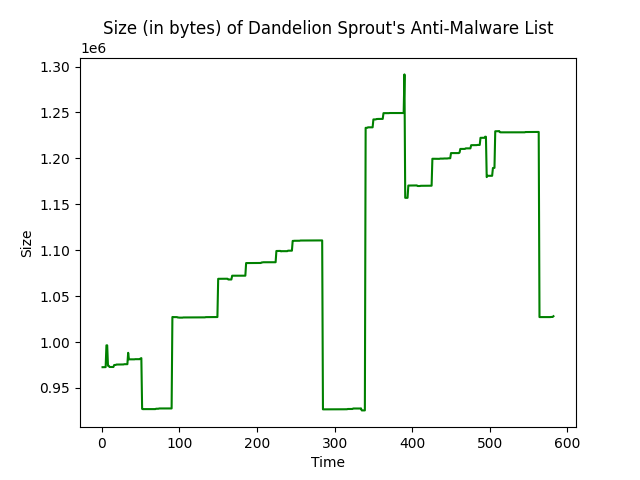 Size (in bytes) of Dandelion Sprout's Anti-Malware List
1e6
1.30
1.25
1.20
1.15
1.10
1.05
1.00
0.95
Size
0 100 200 300 400 500 600
Time